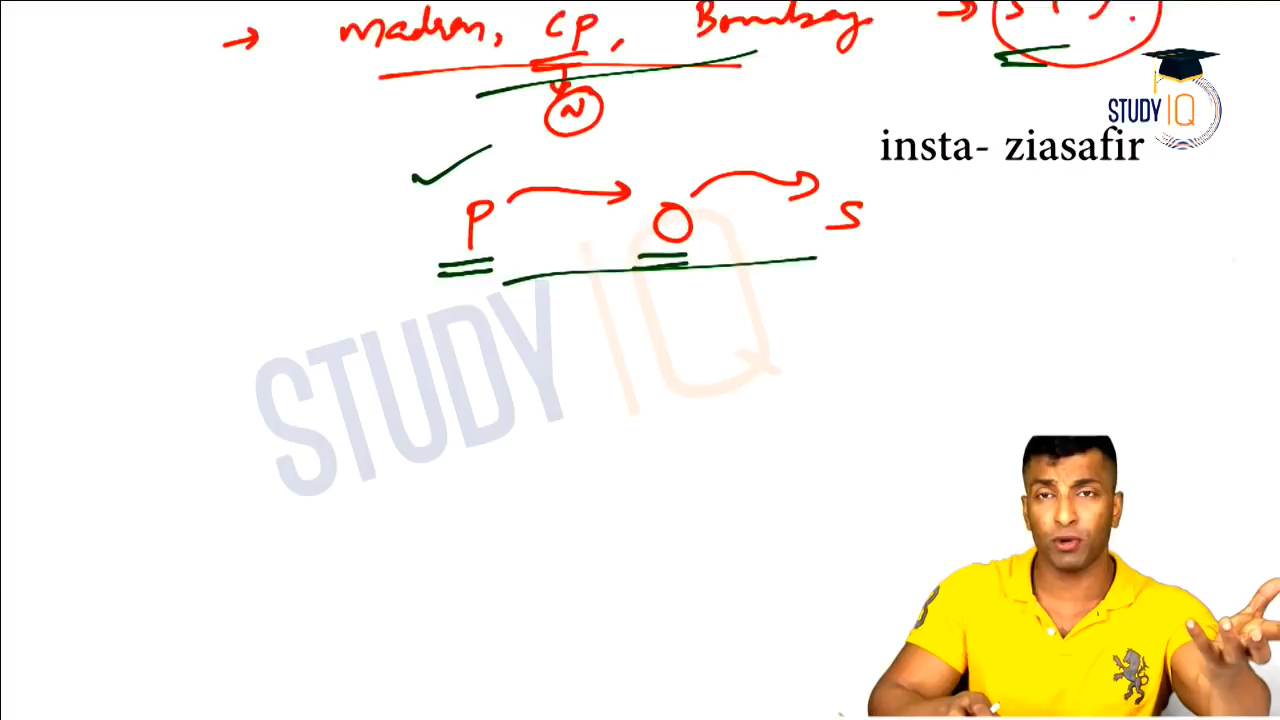 → Madras, CP, Bombay →
N
STUDY IQ
insta- ziasafir
P → O → S
STUDY IQ